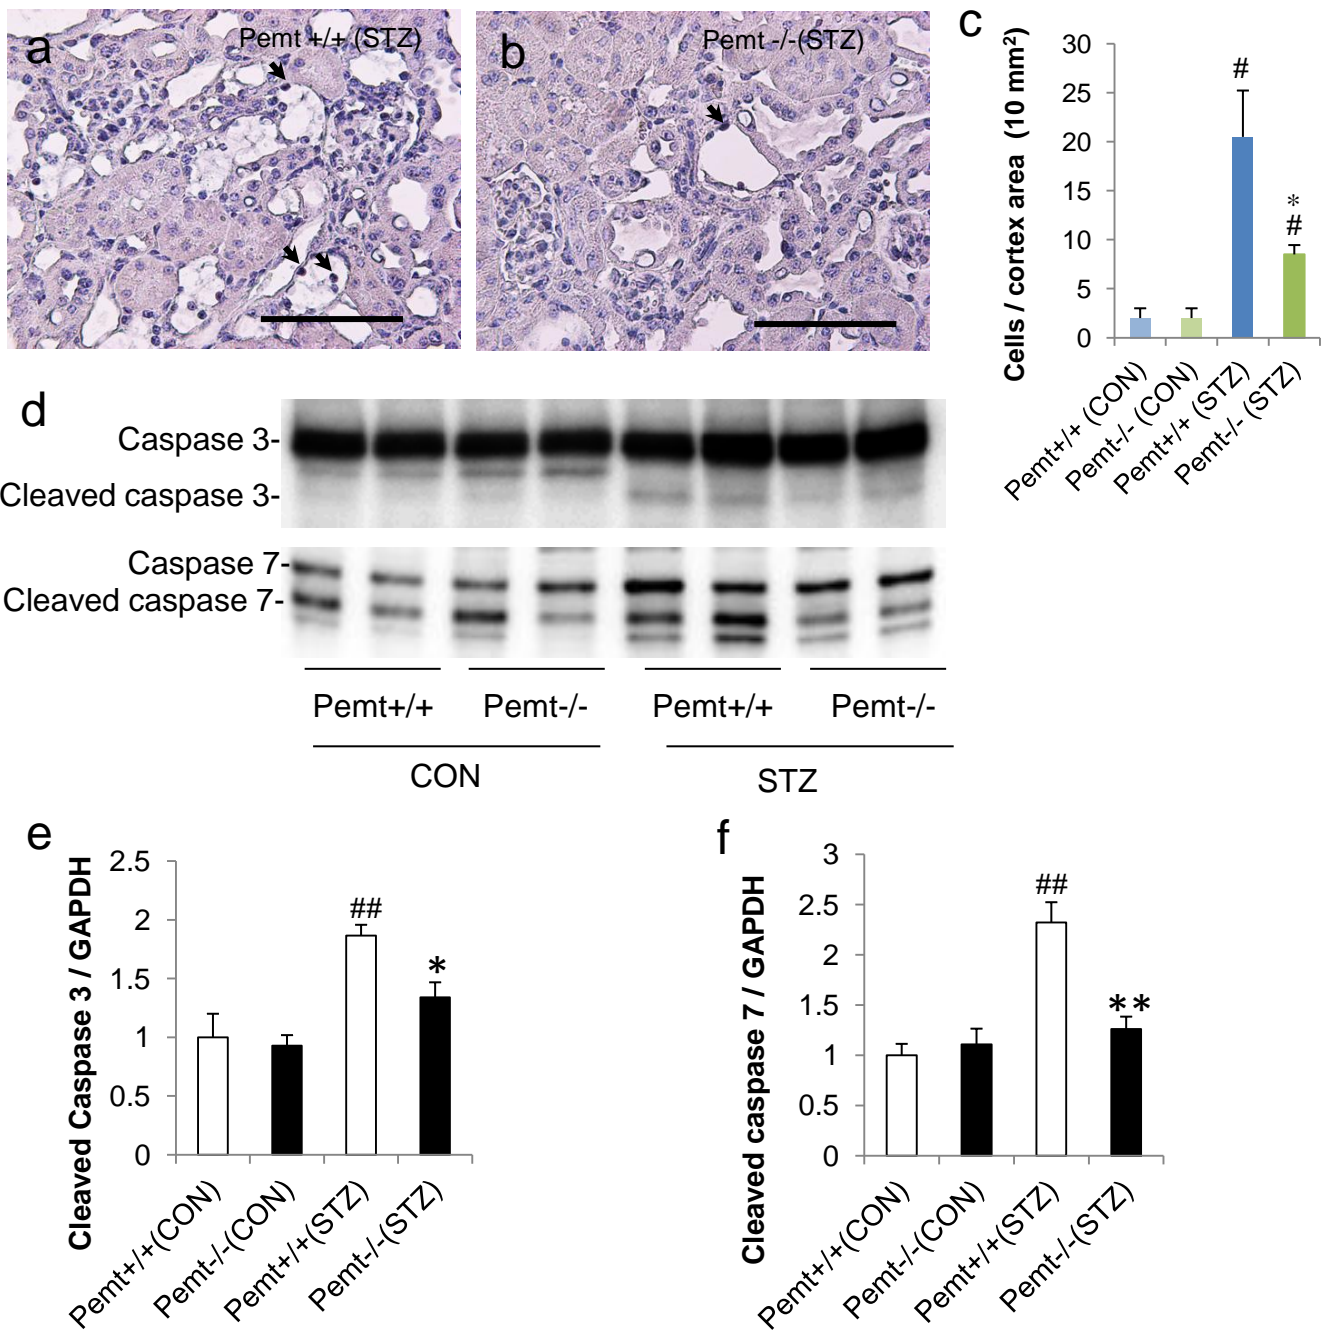 a
Pemt +/+ (STZ)
b
Pemt -/-(STZ)
c
Cells / cortex area (10 mm²)
30
25
20
15
10
5
0
#
*
#
Pemt+/+ (CON)
Pemt-/- (CON)
Pemt+/+ (STZ)
Pemt-/- (STZ)
d
Caspase 3-
Cleaved caspase 3-
Caspase 7-
Cleaved caspase 7-
Pemt+/+
Pemt-/-
Pemt+/+
Pemt-/-
CON
STZ
e
Cleaved Caspase 3 / GAPDH
2.5
2
1.5
1
0.5
0
##
*
Pemt+/+(CON)
Pemt-/-(CON)
Pemt+/+(STZ)
Pemt-/-(STZ)
f
Cleaved caspase 7 / GAPDH
3
2.5
2
1.5
1
0.5
0
##
**
Pemt+/+(CON)
Pemt-/-(CON)
Pemt+/+(STZ)
Pemt-/-(STZ)